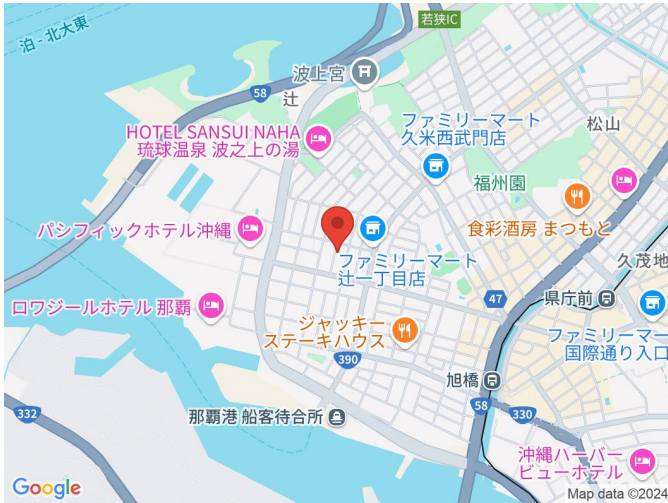 若狭IC
泊 - 北大東
58
波上宮
辻
HOTEL SANSUI NAHA
琉球温泉 波之上の湯
ファミリーマート
久米西武門店
松山
福州園
食彩酒房 まつもと
パシフィックホテル沖縄
ファミリーマート
辻一丁目店
久茂地
47
県庁前
ロワジールホテル 那覇
ジャッキー
ステーキハウス
ファミリーマー
国際通り入口
390
旭橋
58
330
332
那覇港 船客待合所
沖縄ハーバー
ビューホテル
Google
Map data ©2024